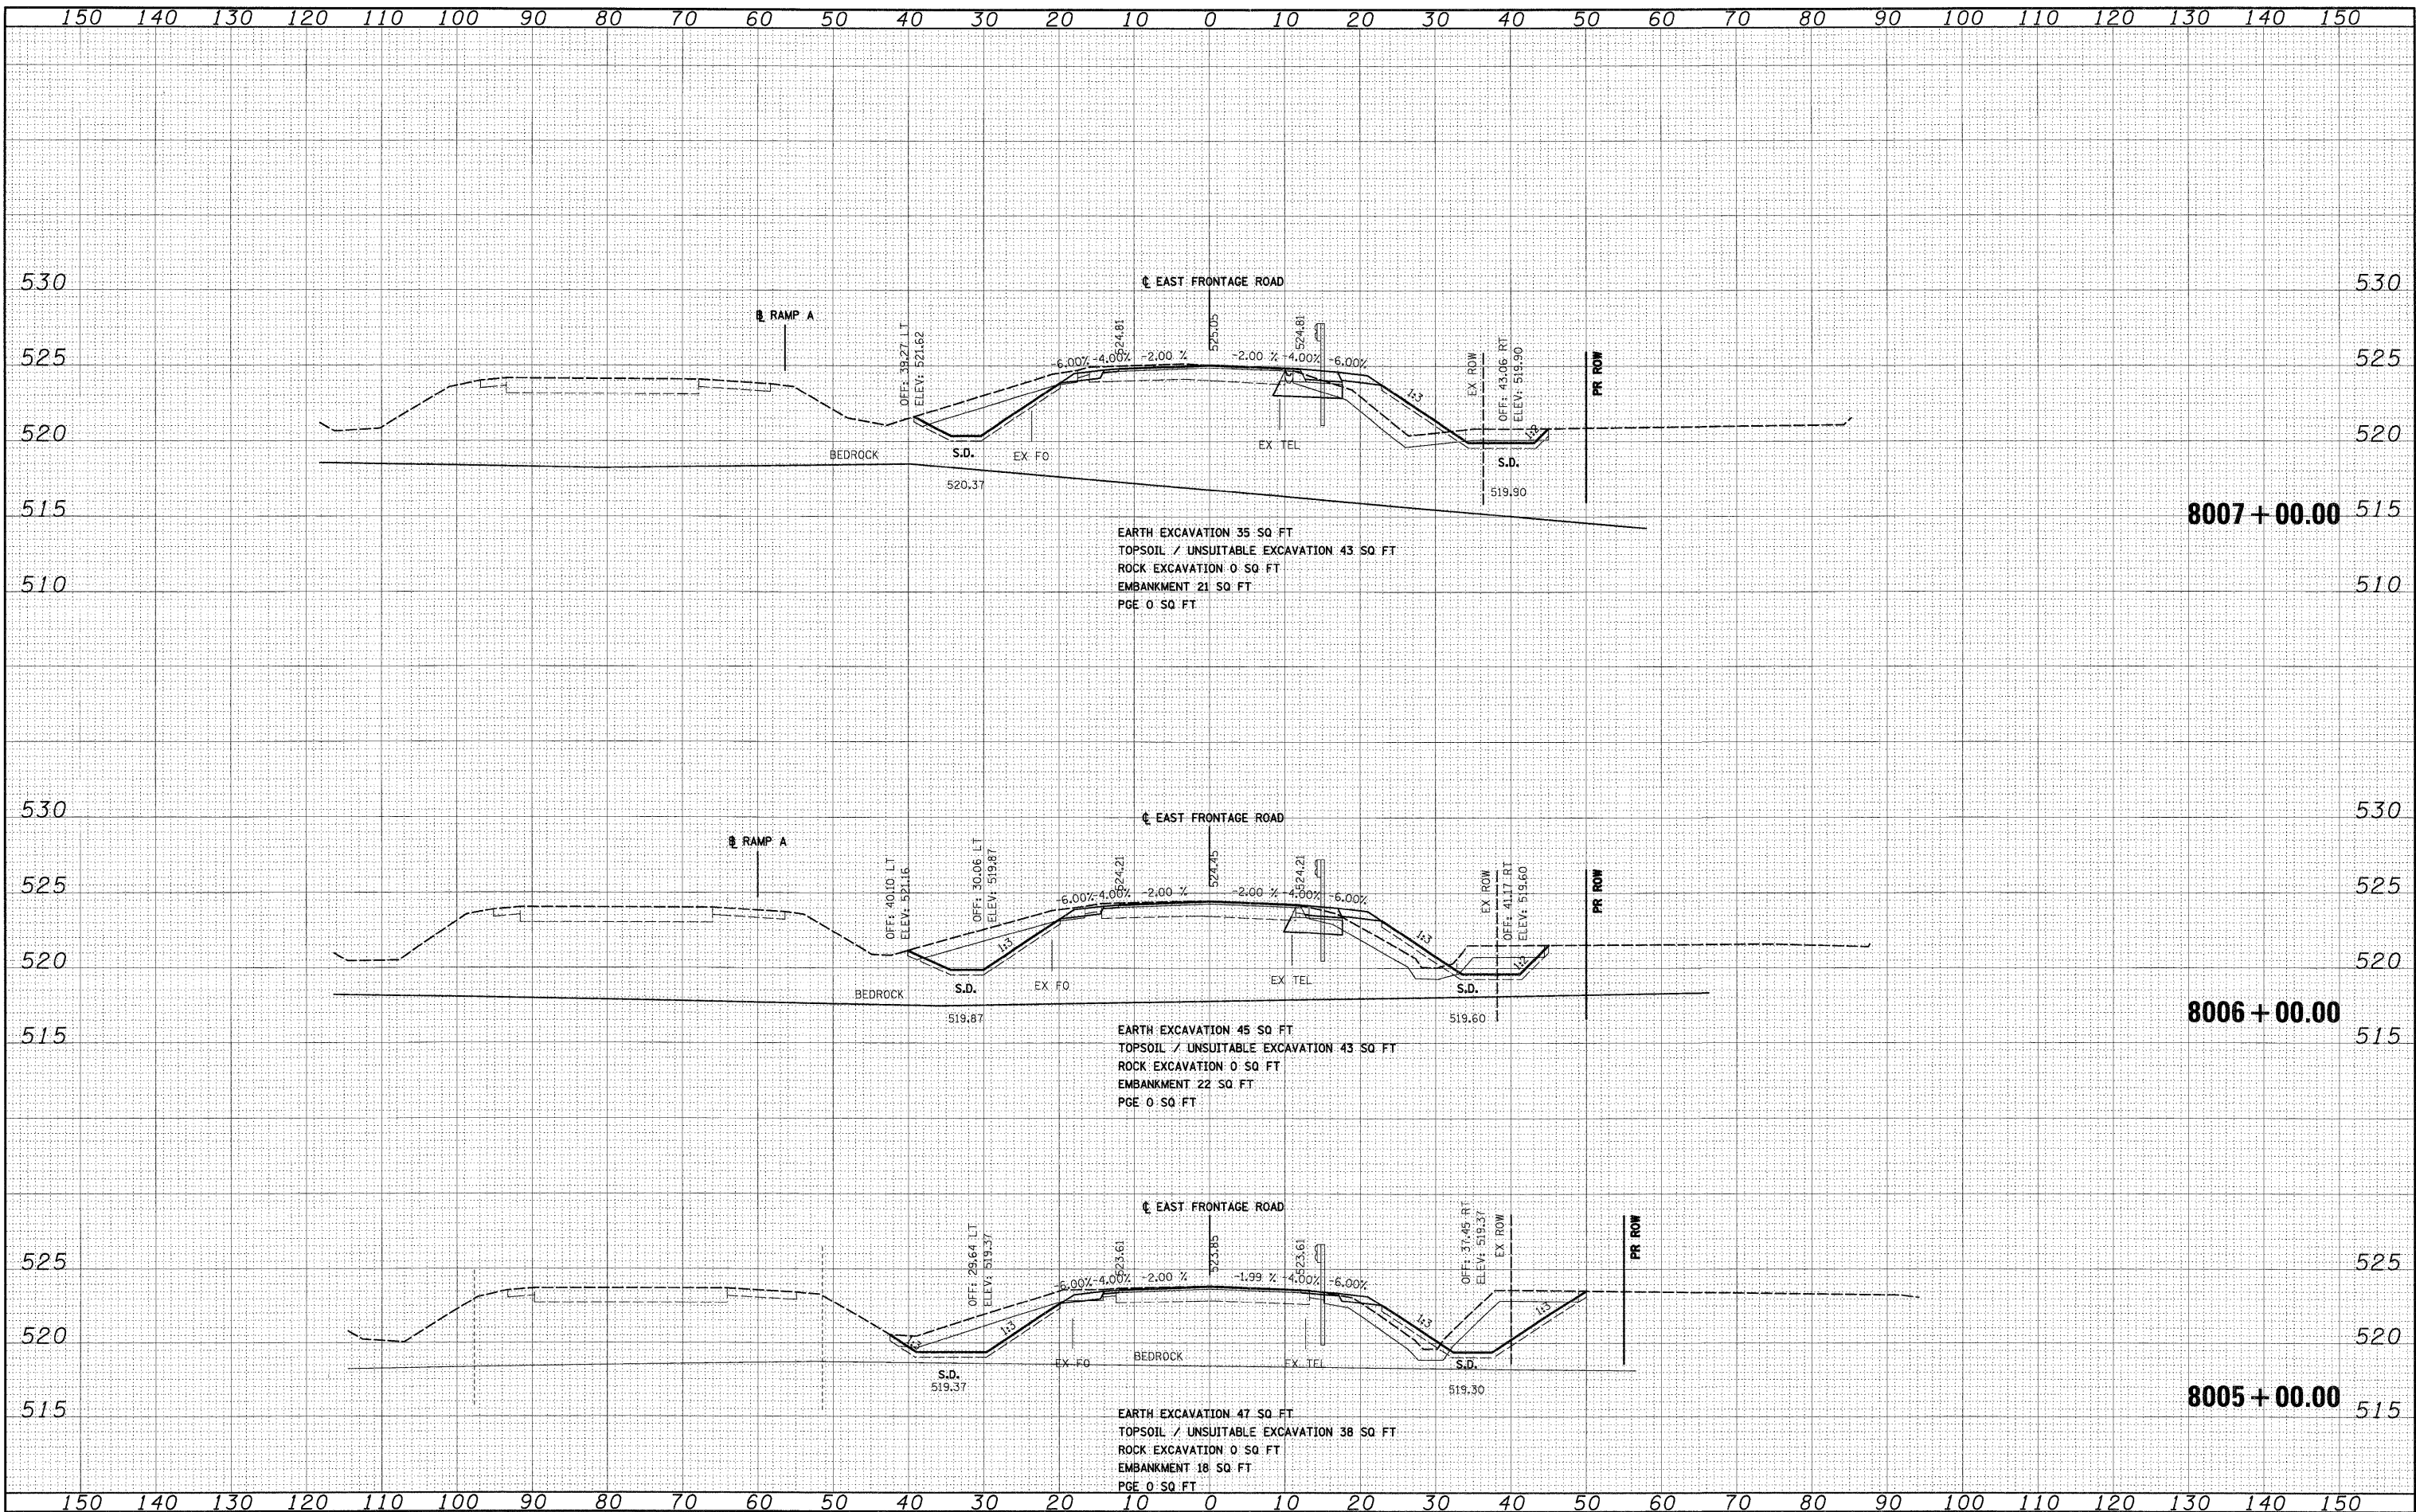 150 140 130 120 110 100 90 80 70 60 50 40 30 20 10 0 10 20 30 40 50 60 70 80 90 100 110 120 130 140 150
530 530
℄ EAST FRONTAGE ROAD
RAMP A
OFF: 39.27 LT
ELEV: 521.62
524.81
525.05
524.81
525 525
-6.00% -4.00% -2.00 % -2.00 % -4.00% -6.00%
1:3
EX ROW
OFF: 43.06 RT
ELEV: 519.90
PR ROW
1:2
520 520
BEDROCK
S.D.
EX FO
EX TEL
S.D.
520.37
519.90
515 515
8007+00.00
EARTH EXCAVATION 35 SQ FT
TOPSOIL / UNSUITABLE EXCAVATION 43 SQ FT
ROCK EXCAVATION 0 SQ FT
EMBANKMENT 21 SQ FT
PGE 0 SQ FT
510 510
530 530
℄ EAST FRONTAGE ROAD
RAMP A
OFF: 40.10 LT
ELEV: 521.16
OFF: 30.06 LT
ELEV: 519.87
524.21
524.45
524.21
525 525
-6.00% -4.00% -2.00 % -2.00 % -4.00% -6.00%
1:3
1:3
EX ROW
OFF: 41.17 RT
ELEV: 519.60
PR ROW
1:2
520 520
BEDROCK
S.D.
EX FO
EX TEL
S.D.
519.87
519.60
8006+00.00
515 515
EARTH EXCAVATION 45 SQ FT
TOPSOIL / UNSUITABLE EXCAVATION 43 SQ FT
ROCK EXCAVATION 0 SQ FT
EMBANKMENT 22 SQ FT
PGE 0 SQ FT
℄ EAST FRONTAGE ROAD
OFF: 29.64 LT
ELEV: 519.37
523.61
523.85
523.61
OFF: 37.45 RT
ELEV: 519.37
EX ROW
PR ROW
525 525
-6.00% -4.00% -2.00 % -1.99 % -4.00% -6.00%
1:3
1:3
1:3
1:3
520 520
EX FO
BEDROCK
EX TEL
S.D.
S.D.
519.37
519.30
8005+00.00
515 515
EARTH EXCAVATION 47 SQ FT
TOPSOIL / UNSUITABLE EXCAVATION 38 SQ FT
ROCK EXCAVATION 0 SQ FT
EMBANKMENT 18 SQ FT
PGE 0 SQ FT
150 140 130 120 110 100 90 80 70 60 50 40 30 20 10 0 10 20 30 40 50 60 70 80 90 100 110 120 130 140 150